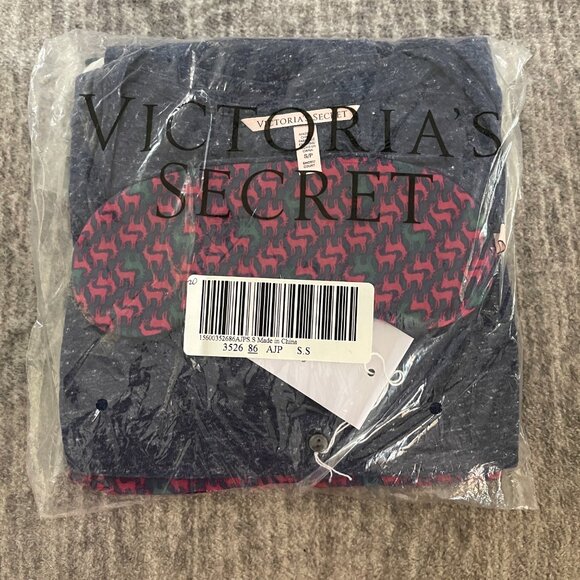 VICTORIA'S
SECRET
VICTORIA'S SECRET
S/P
15600352686AJPS.S Made in China
3526 86 AJP S.S